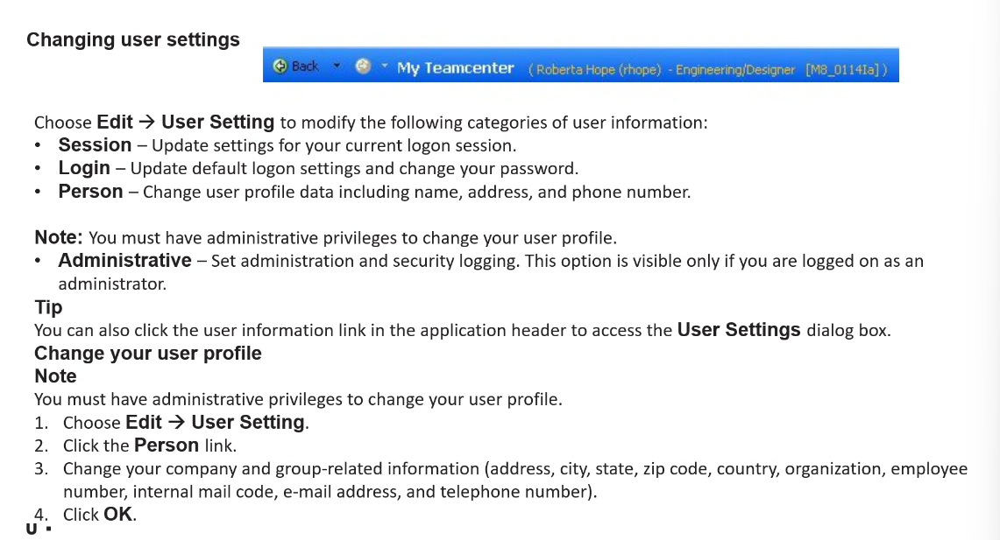 Changing user settings
Back My Teamcenter ( Roberta Hope (rhope) - Engineering/Designer [M8_0114Ia] )
Choose Edit → User Setting to modify the following categories of user information:
• Session – Update settings for your current logon session.
• Login – Update default logon settings and change your password.
• Person – Change user profile data including name, address, and phone number.
Note: You must have administrative privileges to change your user profile.
• Administrative – Set administration and security logging. This option is visible only if you are logged on as an
administrator.
Tip
You can also click the user information link in the application header to access the User Settings dialog box.
Change your user profile
Note
You must have administrative privileges to change your user profile.
1. Choose Edit → User Setting.
2. Click the Person link.
3. Change your company and group-related information (address, city, state, zip code, country, organization, employee
number, internal mail code, e-mail address, and telephone number).
4. Click OK.